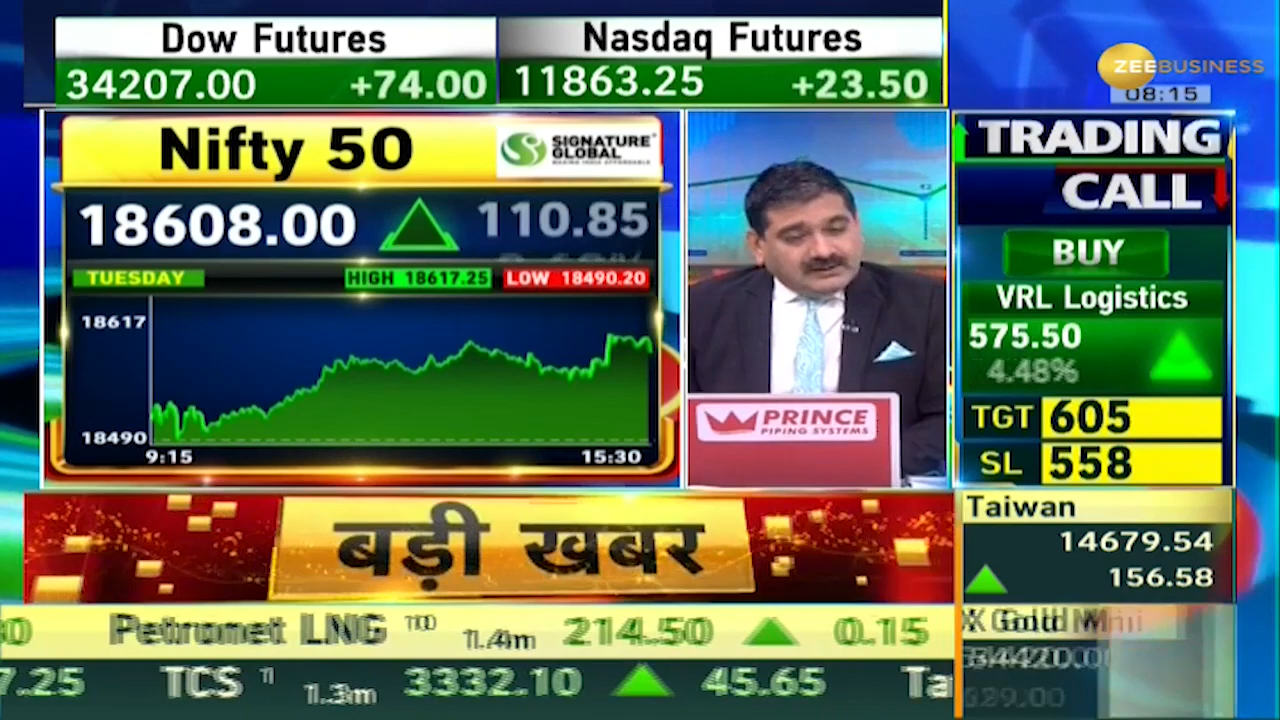 Dow Futures
34207.00 +74.00
Nasdaq Futures
11863.25 +23.50
ZEEBUSINESS
08:15
Nifty 50
SIGNATURE GLOBAL
18608.00 110.85
TUESDAY HIGH 18617.25 LOW 18490.20
18617
18490
9:15 15:30
PRINCE
PIPING SYSTEMS
TRADING
CALL
BUY
VRL Logistics
575.50
4.48%
TGT 605
SL 558
बड़ी खबर
Taiwan
14679.54
156.58
Petronet LNG 1.4m 214.50 0.15
7.25 TCS 1.3m 3332.10 45.65 Ta